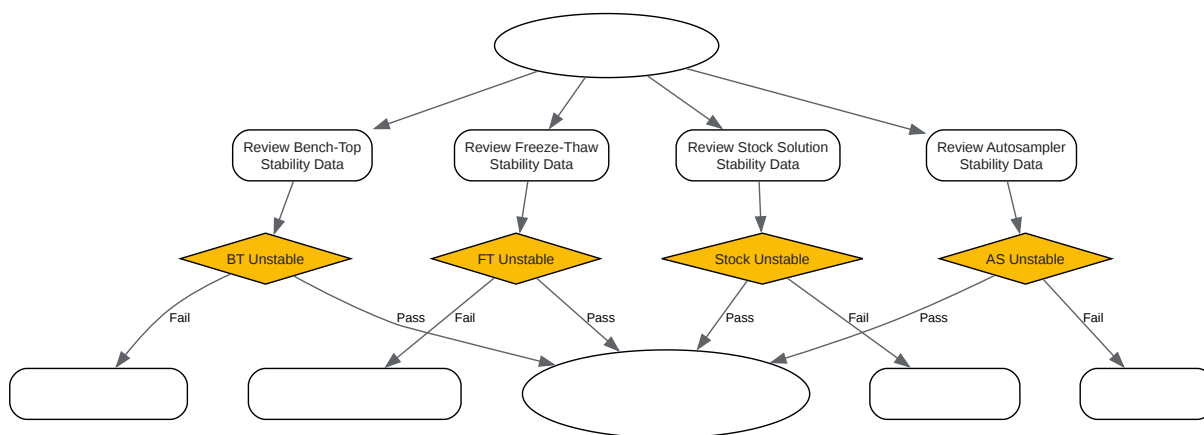 Review Bench-Top
Stability Data
Review Freeze-Thaw
Stability Data
Review Stock Solution
Stability Data
Review Autosampler
Stability Data
BT Unstable
FT Unstable
Stock Unstable
AS Unstable
Fail
Pass
Fail
Pass
Pass
Fail
Pass
Fail